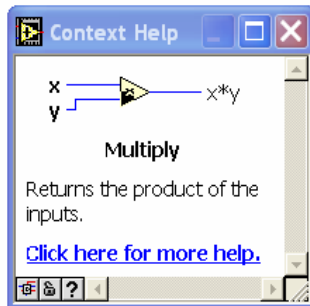 Context Help
x
x*y
y
Multiply
Returns the product of the
inputs.
Click here for more help.
?